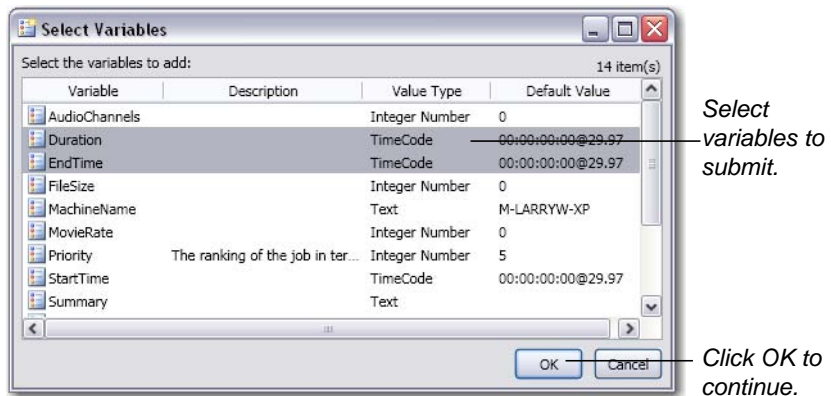 Select Variables
Select the variables to add: 14 item(s)
Variable Description Value Type Default Value
AudioChannels Integer Number 0
Duration TimeCode 00:00:00:00@29.97
EndTime TimeCode 00:00:00:00@29.97
FileSize Integer Number 0
MachineName Text M-LARRYW-XP
MovieRate Integer Number 0
Priority The ranking of the job in ter... Integer Number 5
StartTime TimeCode 00:00:00:00@29.97
Summary Text
OK Cancel
Select
variables to
submit.
Click OK to
continue.